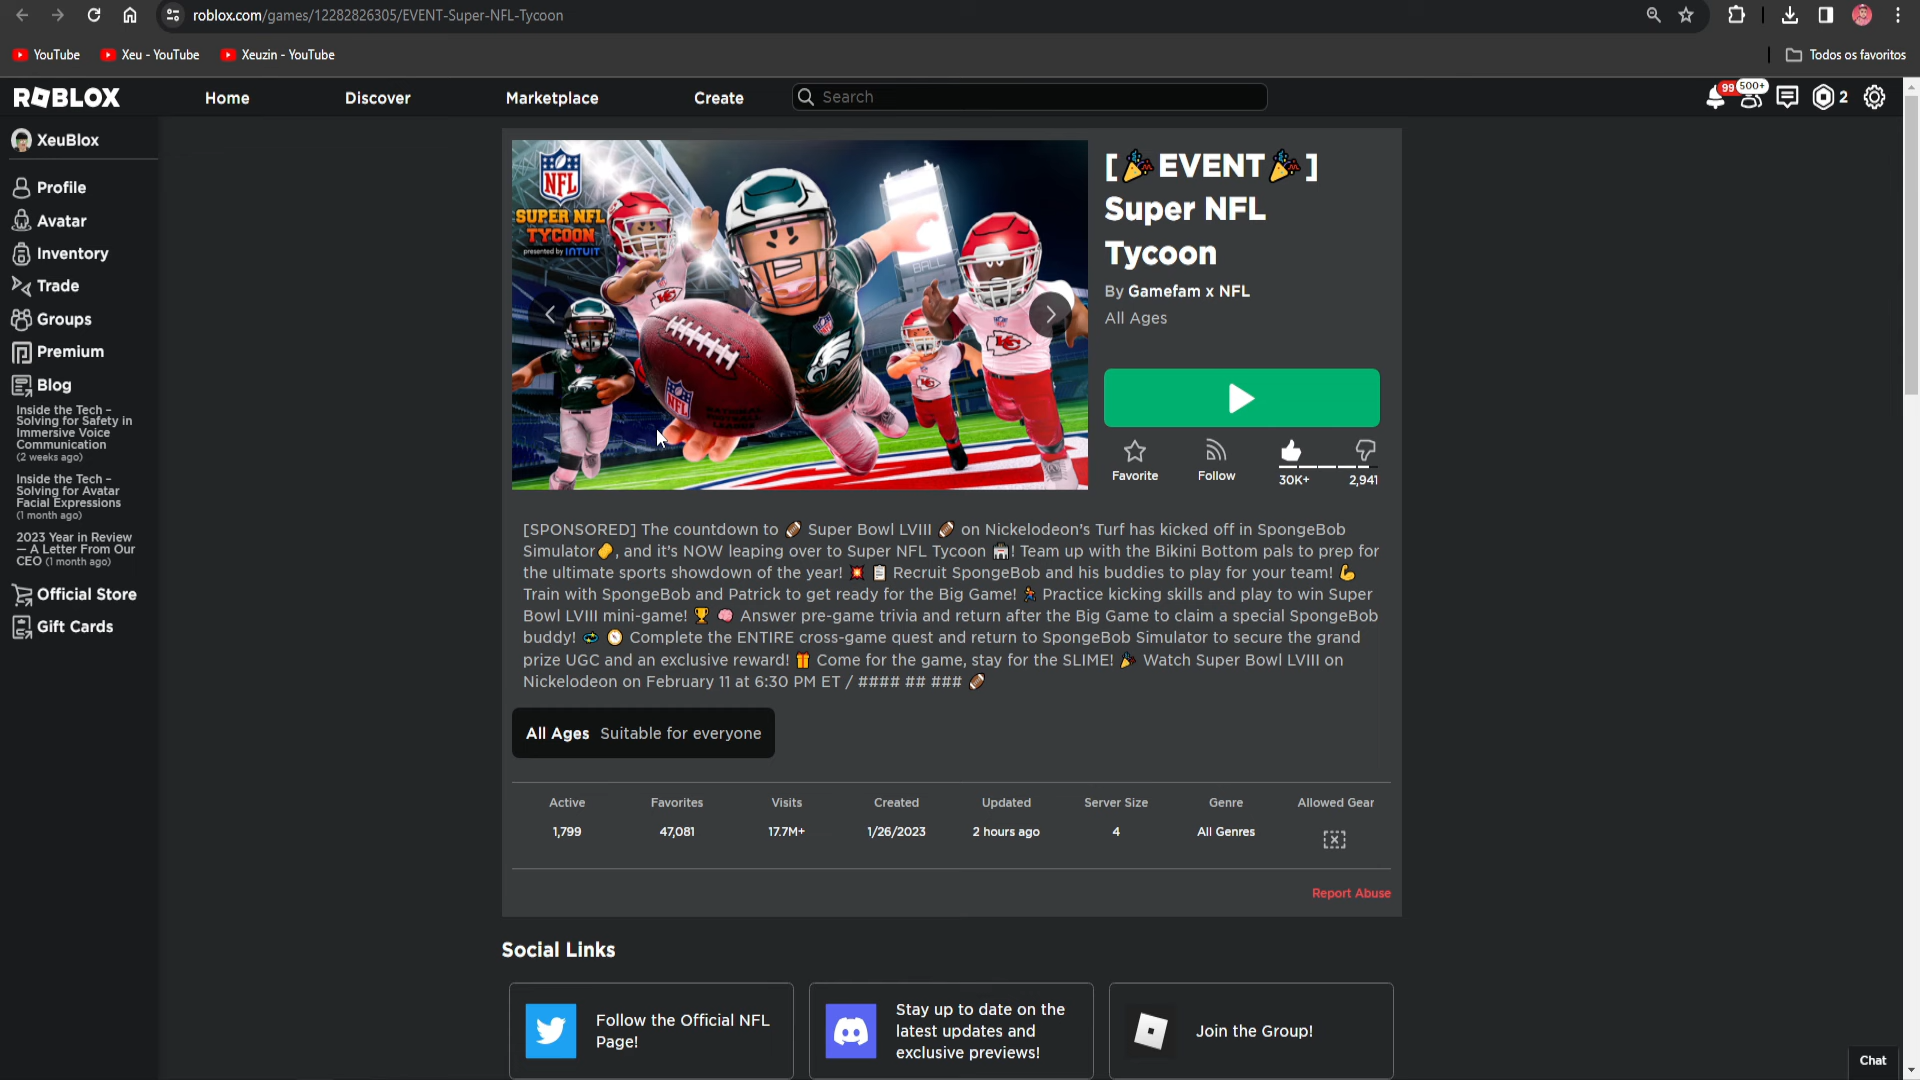 roblox.com/games/12282826305/EVENT-Super-NFL-Tycoon
YouTube Xeu - YouTube Xeuzin - YouTube Todos os favoritos
ROBLOX Home Discover Marketplace Create Search 99 500+ 2
XeuBlox
Profile
Avatar
Inventory
Trade
Groups
Premium
Blog
Inside the Tech –
Solving for Safety in
Immersive Voice
Communication
(2 weeks ago)
Inside the Tech –
Solving for Avatar
Facial Expressions
(1 month ago)
2023 Year in Review
— A Letter From Our
CEO (1 month ago)
Official Store
Gift Cards
NFL
SUPER NFL
TYCOON
presented by INTUIT
BALL
NFL
KC
KC
[🎉EVENT🎉]
Super NFL
Tycoon
By Gamefam x NFL
All Ages
Favorite Follow 30K+ 2,941
[SPONSORED] The countdown to 🏈 Super Bowl LVIII 🏈 on Nickelodeon's Turf has kicked off in SpongeBob
Simulator🧽, and it's NOW leaping over to Super NFL Tycoon 🏟️! Team up with the Bikini Bottom pals to prep for
the ultimate sports showdown of the year! 💥 📋 Recruit SpongeBob and his buddies to play for your team! 💪
Train with SpongeBob and Patrick to get ready for the Big Game! 🏃 Practice kicking skills and play to win Super
Bowl LVIII mini-game! 🏆 🧠 Answer pre-game trivia and return after the Big Game to claim a special SpongeBob
buddy! 🪢 🧭 Complete the ENTIRE cross-game quest and return to SpongeBob Simulator to secure the grand
prize UGC and an exclusive reward! 🎁 Come for the game, stay for the SLIME! 🎉 Watch Super Bowl LVIII on
Nickelodeon on February 11 at 6:30 PM ET / #### ## ### 🏈
All Ages Suitable for everyone
Active Favorites Visits Created Updated Server Size Genre Allowed Gear
1,799 47,081 17.7M+ 1/26/2023 2 hours ago 4 All Genres
Report Abuse
Social Links
Follow the Official NFL
Page!
Stay up to date on the
latest updates and
exclusive previews!
Join the Group!
Chat